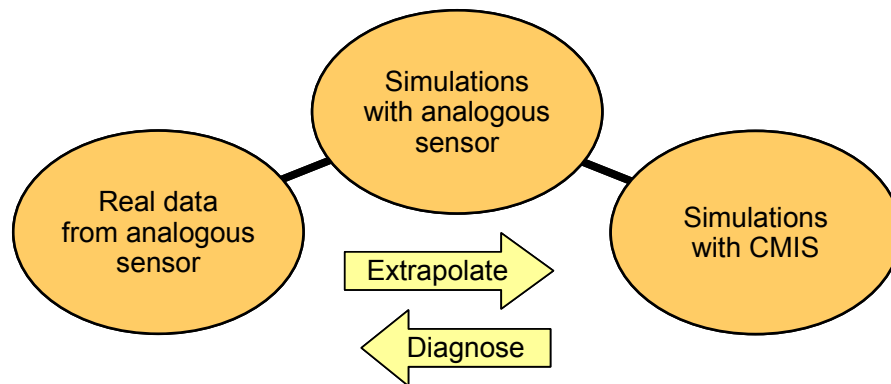 Simulations
with analogous
sensor
Real data
from analogous
sensor
Simulations
with CMIS
Extrapolate
Diagnose